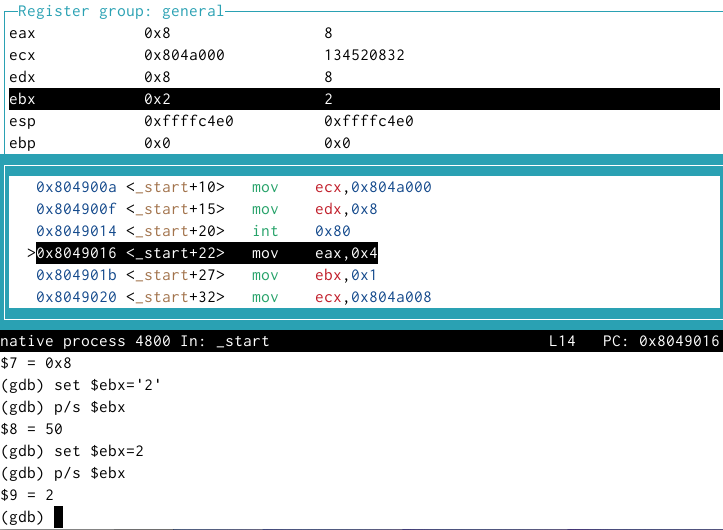 Register group: general
eax 0x8 8
ecx 0x804a000 134520832
edx 0x8 8
ebx 0x2 2
esp 0xffffc4e0 0xffffc4e0
ebp 0x0 0x0
0x804900a <_start+10> mov ecx,0x804a000
0x804900f <_start+15> mov edx,0x8
0x8049014 <_start+20> int 0x80
>0x8049016 <_start+22> mov eax,0x4
0x804901b <_start+27> mov ebx,0x1
0x8049020 <_start+32> mov ecx,0x804a008
native process 4800 In: _start L14 PC: 0x8049016
$7 = 0x8
(gdb) set $ebx='2'
(gdb) p/s $ebx
$8 = 50
(gdb) set $ebx=2
(gdb) p/s $ebx
$9 = 2
(gdb)